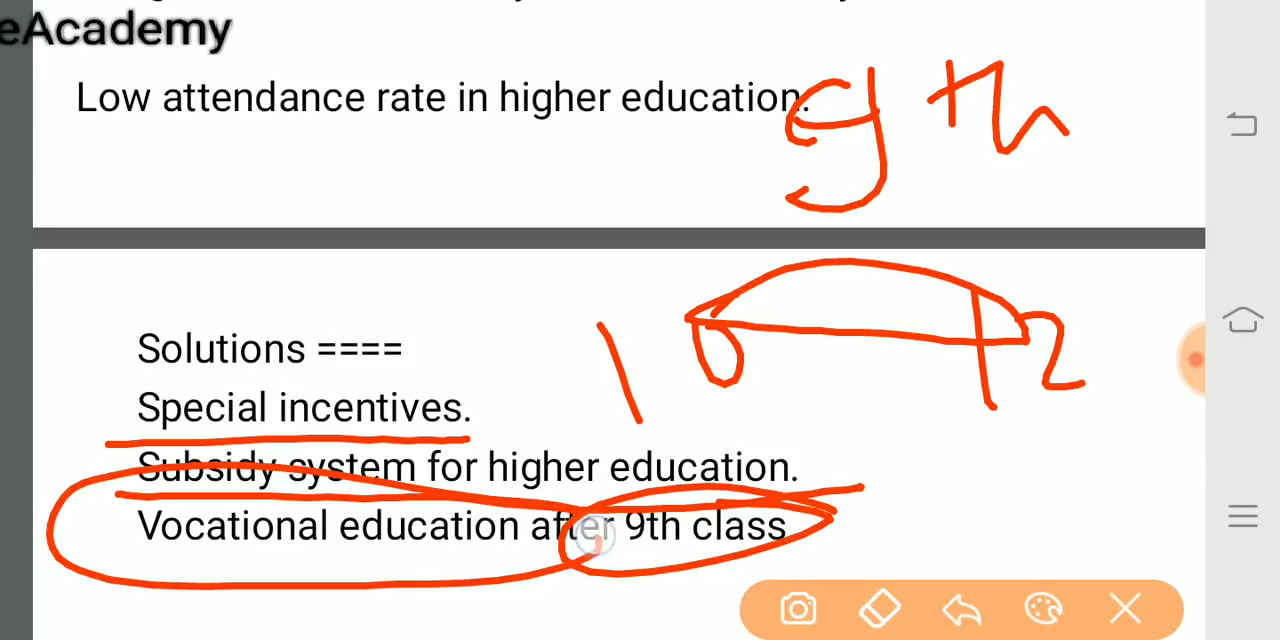 eAcademy
Low attendance rate in higher education.
9th
Solutions ====
10 12
Special incentives.
Subsidy system for higher education.
Vocational education after 9th class